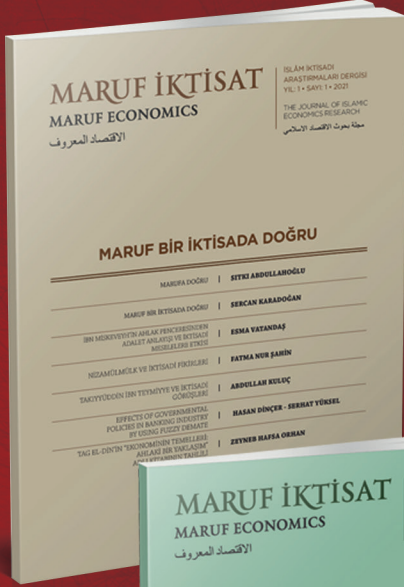 MARUF İKTİSAT
MARUF ECONOMICS
الاقتصاد المعروف
İSLÂM İKTİSADI
ARAŞTIRMALARI DERGİSİ
YIL: 1 • SAYI: 1 • 2021
THE JOURNAL OF ISLAMIC
ECONOMICS RESEARCH
مجلة بحوث الاقتصاد الاسلامي
MARUF BİR İKTİSADA DOĞRU
MARUFA DOĞRU | SITKI ABDULLAHOĞLU
MARUF BİR İKTİSADA DOĞRU | SERCAN KARADOĞAN
İBN MİSKEVEYH'İN AHLAK PENCERESİNDEN
ADALET ANLAYIŞI VE İKTİSADİ
MESELELERE ETKİSİ | ESMA VATANDAŞ
NİZAMÜLMÜLK VE İKTİSADİ FİKİRLERİ | FATMA NUR ŞAHİN
TAKIYYÜDDİN İBN TEYMİYYE VE İKTİSADİ
GÖRÜŞLERİ | ABDULLAH KULUÇ
EFFECTS OF GOVERNMENTAL
POLICIES IN BANKING INDUSTRY
BY USING FUZZY DEMATE | HASAN DİNÇER - SERHAT YÜKSEL
TAG EL-DİN'İN "EKONOMİNİN TEMELLERİ:
AHLAKİ BİR YAKLAŞIM" | ZEYNEB HAFSA ORHAN
MARUF İKTİSAT
MARUF ECONOMICS
الاقتصاد المعروف